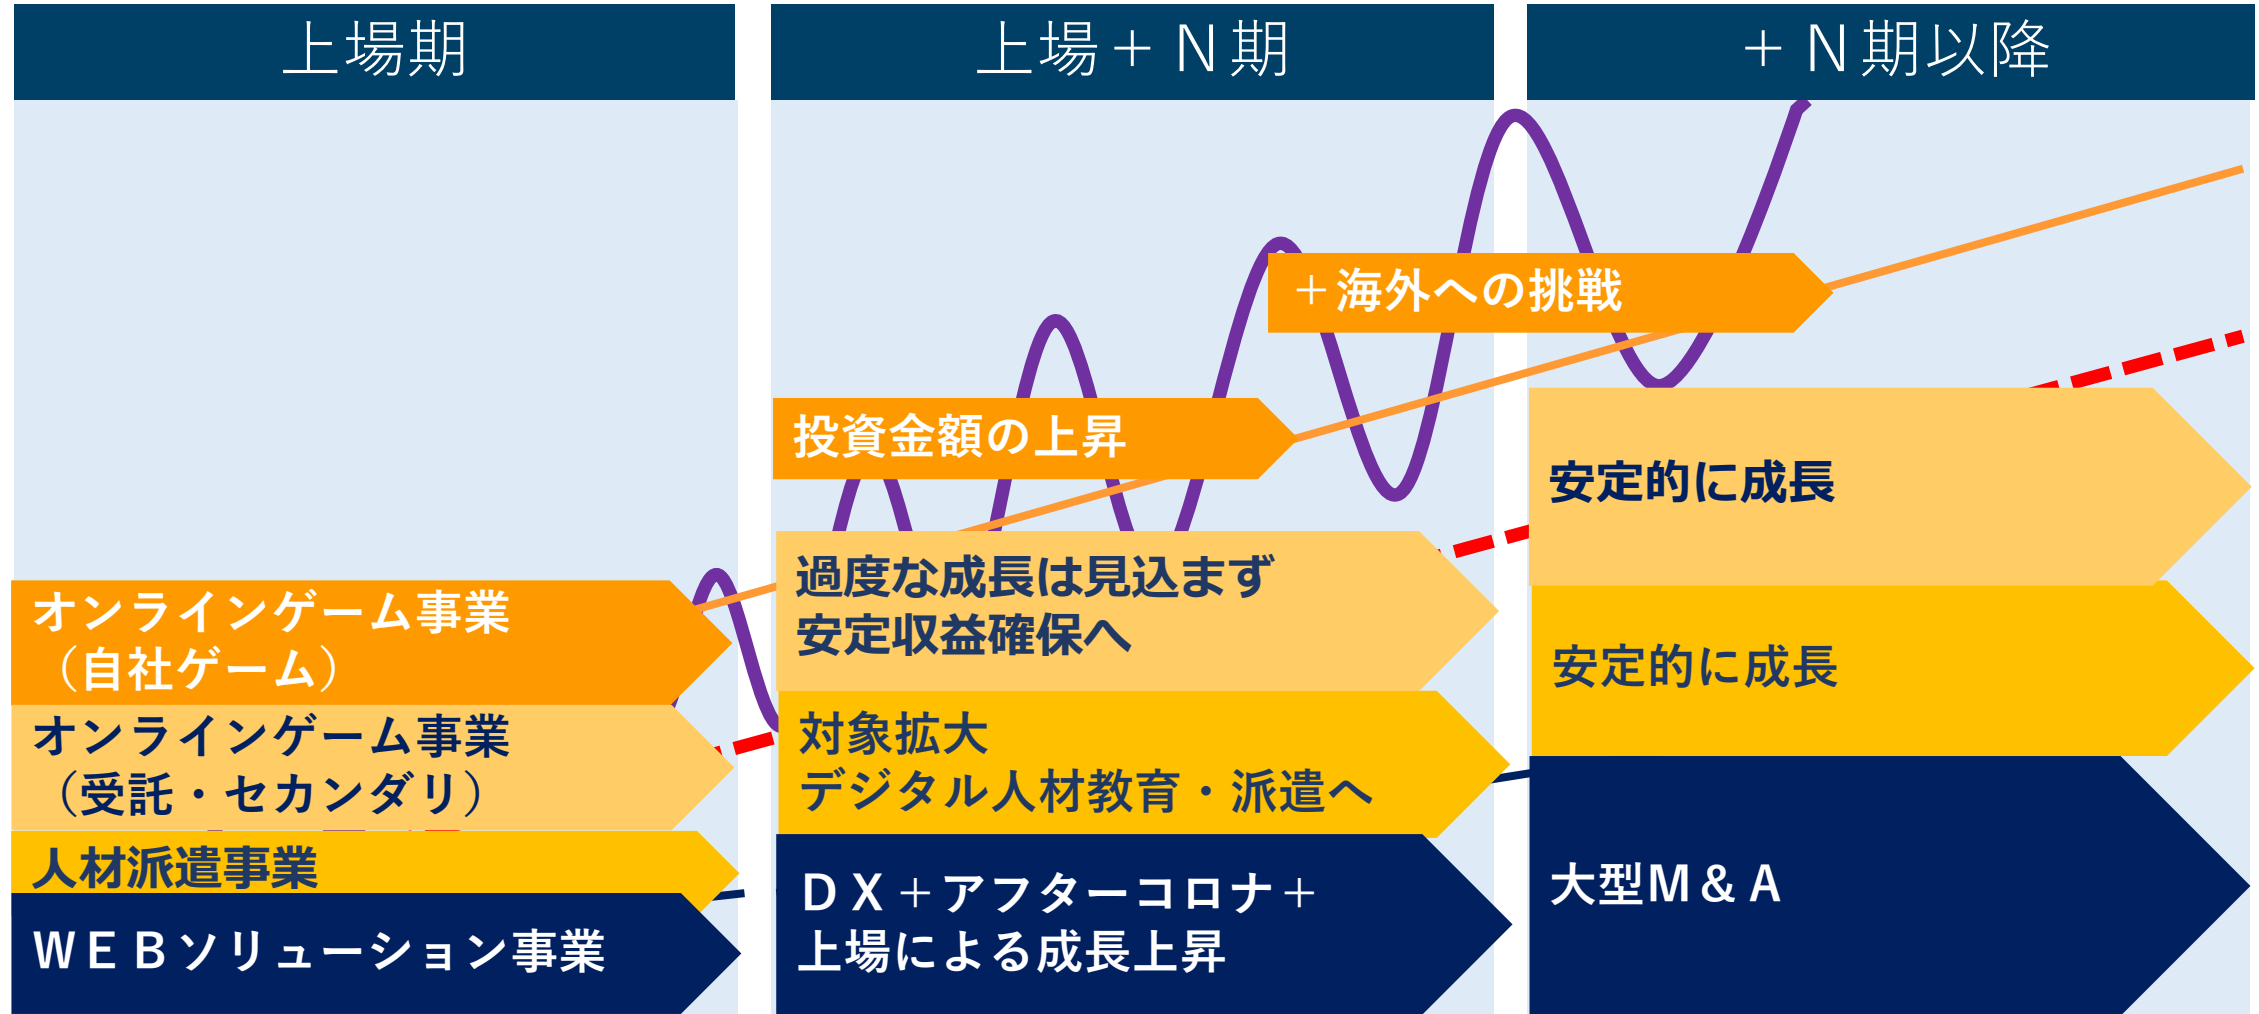 上場期
上場＋Ｎ期
＋Ｎ期以降
オンラインゲーム事業
（自社ゲーム）
オンラインゲーム事業
（受託・セカンダリ）
人材派遣事業
ＷＥＢソリューション事業
投資金額の上昇
＋海外への挑戦
過度な成長は見込まず
安定収益確保へ
対象拡大
デジタル人材教育・派遣へ
ＤＸ＋アフターコロナ＋
上場による成長上昇
安定的に成長
安定的に成長
大型Ｍ＆Ａ